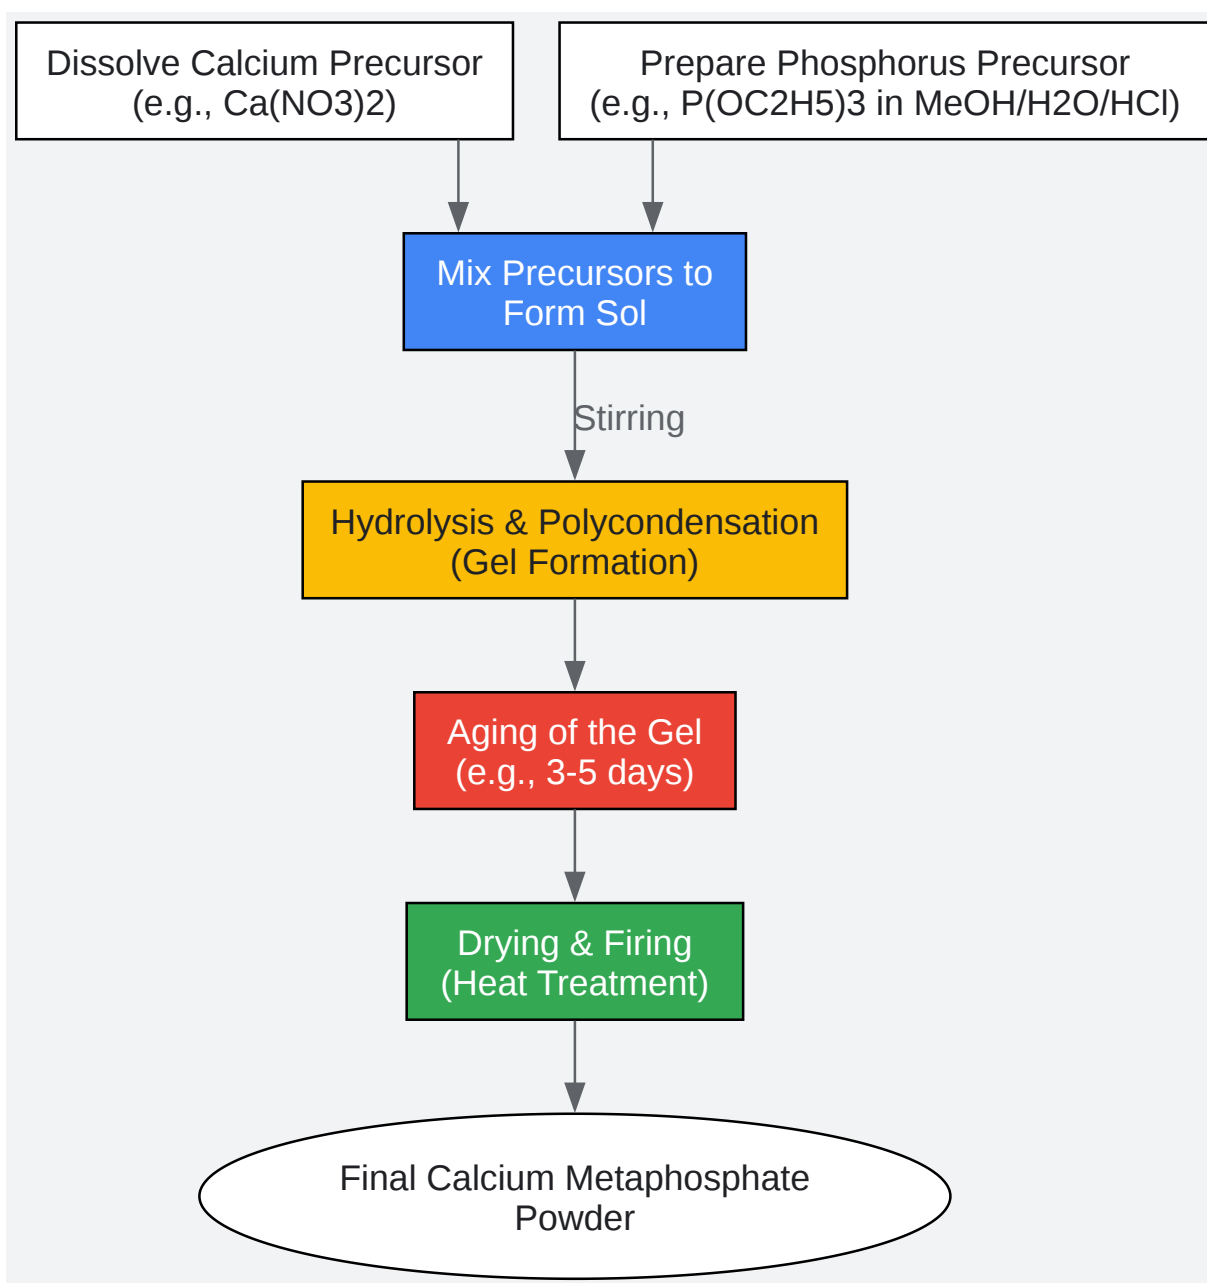 Dissolve Calcium Precursor
(e.g., Ca(NO3)2)
Prepare Phosphorus Precursor
(e.g., P(OC2H5)3 in MeOH/H2O/HCl)
Mix Precursors to
Form Sol
Stirring
Hydrolysis & Polycondensation
(Gel Formation)
Aging of the Gel
(e.g., 3-5 days)
Drying & Firing
(Heat Treatment)
Final Calcium Metaphosphate
Powder